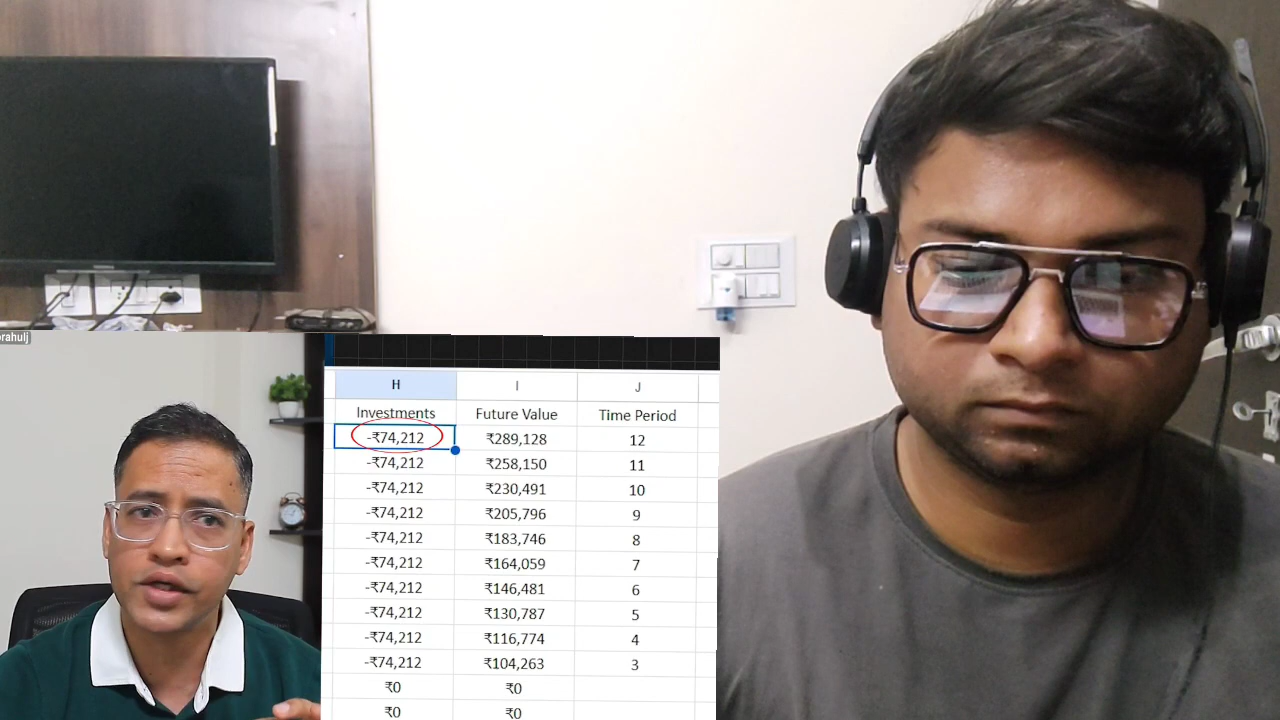 orahulj
H I J
Investments Future Value Time Period
-₹74,212 ₹289,128 12
-₹74,212 ₹258,150 11
-₹74,212 ₹230,491 10
-₹74,212 ₹205,796 9
-₹74,212 ₹183,746 8
-₹74,212 ₹164,059 7
-₹74,212 ₹146,481 6
-₹74,212 ₹130,787 5
-₹74,212 ₹116,774 4
-₹74,212 ₹104,263 3
₹0 ₹0
₹0 ₹0